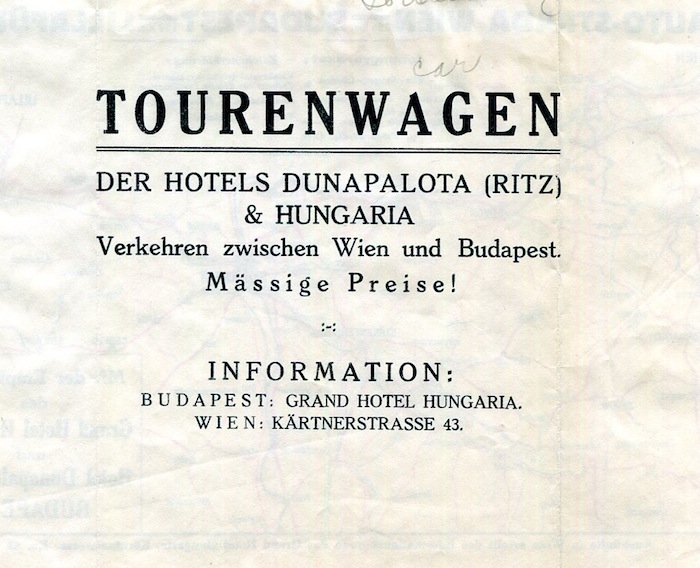 car
TOURENWAGEN
DER HOTELS DUNAPALOTA (RITZ)
& HUNGARIA
Verkehren zwischen Wien und Budapest.
Mässige Preise!
:-:
INFORMATION:
BUDAPEST: GRAND HOTEL HUNGARIA.
WIEN: KÄRTNERSTRASSE 43.